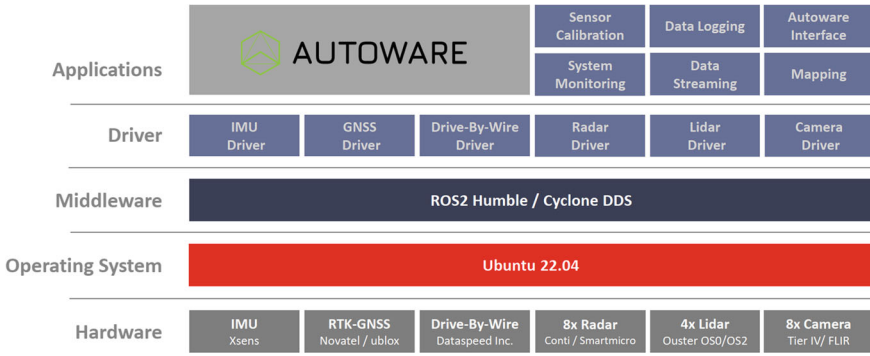 Applications
AUTOWARE
Sensor
Calibration
Data Logging
Autoware
Interface
System
Monitoring
Data
Streaming
Mapping
Driver
IMU
Driver
GNSS
Driver
Drive-By-Wire
Driver
Radar
Driver
Lidar
Driver
Camera
Driver
Middleware
ROS2 Humble / Cyclone DDS
Operating System
Ubuntu 22.04
Hardware
IMU
Xsens
RTK-GNSS
Novatel / ublox
Drive-By-Wire
Dataspeed Inc.
8x Radar
Conti / Smartmicro
4x Lidar
Ouster OS0/OS2
8x Camera
Tier IV/ FLIR